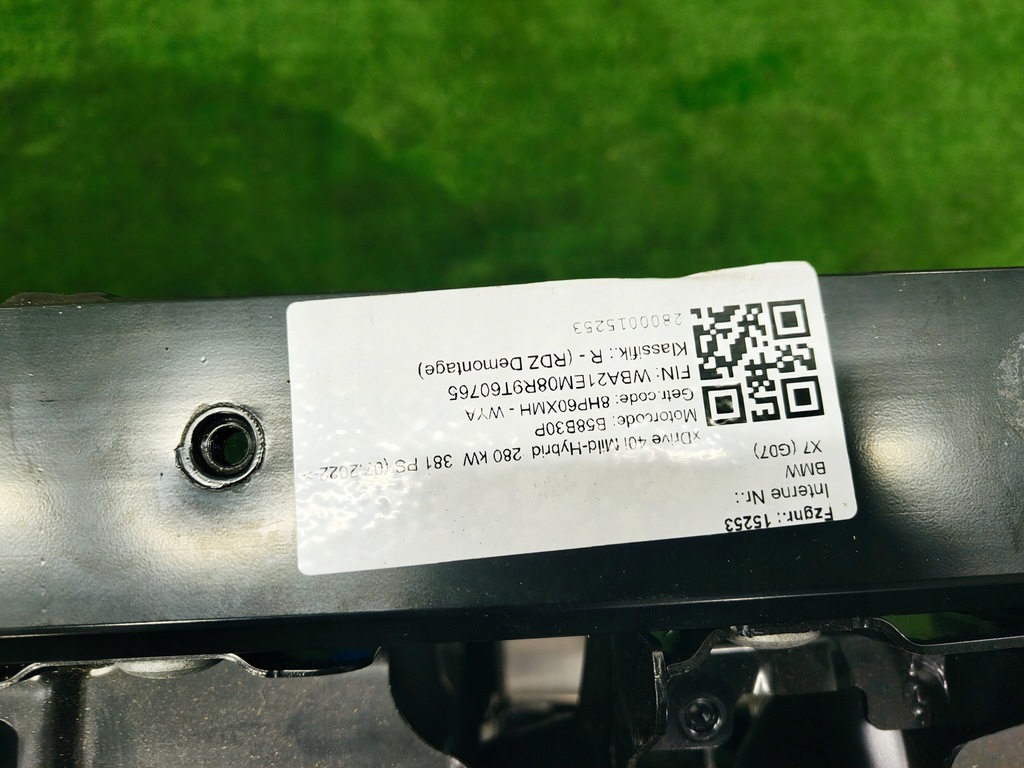 Fzgnr.: 15253
Interne Nr.:
BMW
X7 (G07)
xDrive 40i Mild-Hybrid 280 kW 381 PS (07.2022->
Motorcode: B58B30P
Getr.code: 8HP60XMH - WYA
FIN: WBA21EM08R9T60765
Klassifik.: R - (RDZ Demontage)
2800015253